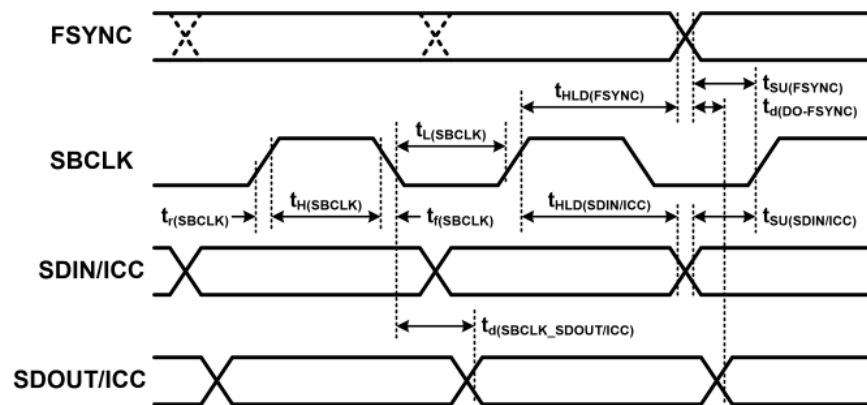 FSYNC
tSU(FSYNC)
tHLD(FSYNC)
td(DO-FSYNC)
tL(SBCLK)
SBCLK
tHLD(SDIN/ICC)
tr(SBCLK)
tH(SBCLK)
tf(SBCLK)
tSU(SDIN/ICC)
SDIN/ICC
td(SBCLK_SDOUT/ICC)
SDOUT/ICC